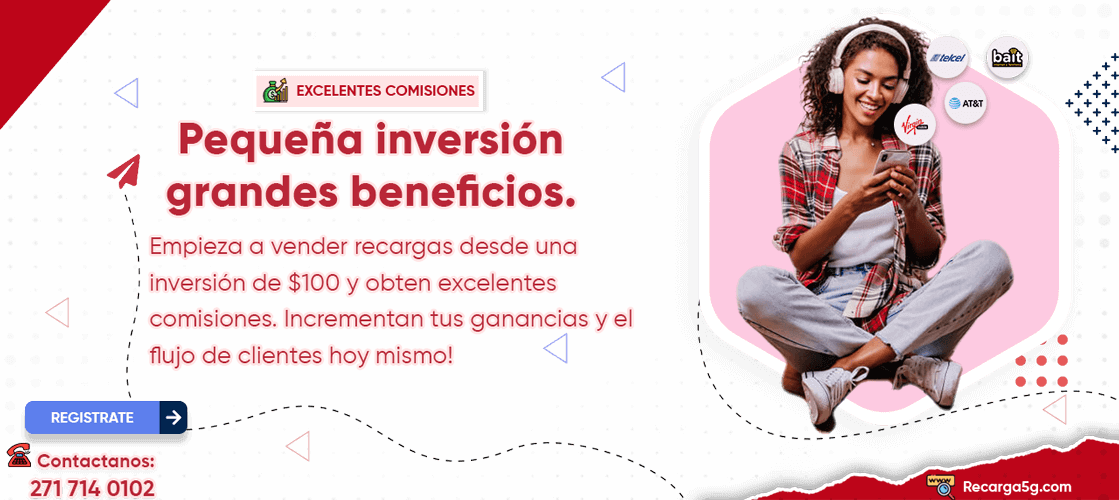 EXCELENTES COMISIONES
Pequeña inversión
grandes beneficios.
Empieza a vender recargas desde una
inversión de $100 y obten excelentes
comisiones. Incrementan tus ganancias y el
flujo de clientes hoy mismo!
REGISTRATE
Contactanos:
271 714 0102
telcel
bait
AT&T
Virgin
www
Recarga5g.com